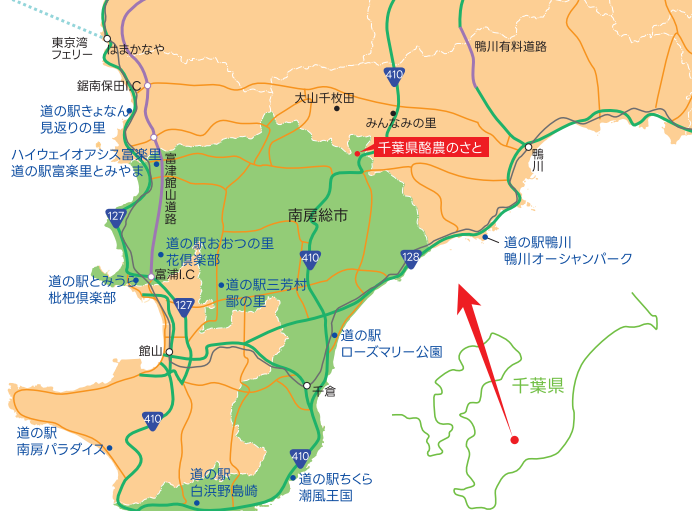 東京湾
フェリー
はまかなや
鴨川有料道路
410
鋸南保田I.C
大山千枚田
道の駅きょなん
見返りの里
みんなみの里
千葉県酪農のさと
ハイウェイオアシス富楽里
道の駅富楽里とみやま
鴨川
富津館山道路
127
南房総市
道の駅おおつの里
花倶楽部
410
128
道の駅鴨川
鴨川オーシャンパーク
富浦I.C
道の駅とみうら
枇杷倶楽部
道の駅三芳村
鄙の里
127
道の駅
ローズマリー公園
館山
千葉県
千倉
410
道の駅
南房パラダイス
410
道の駅
白浜野島崎
道の駅ちくら
潮風王国